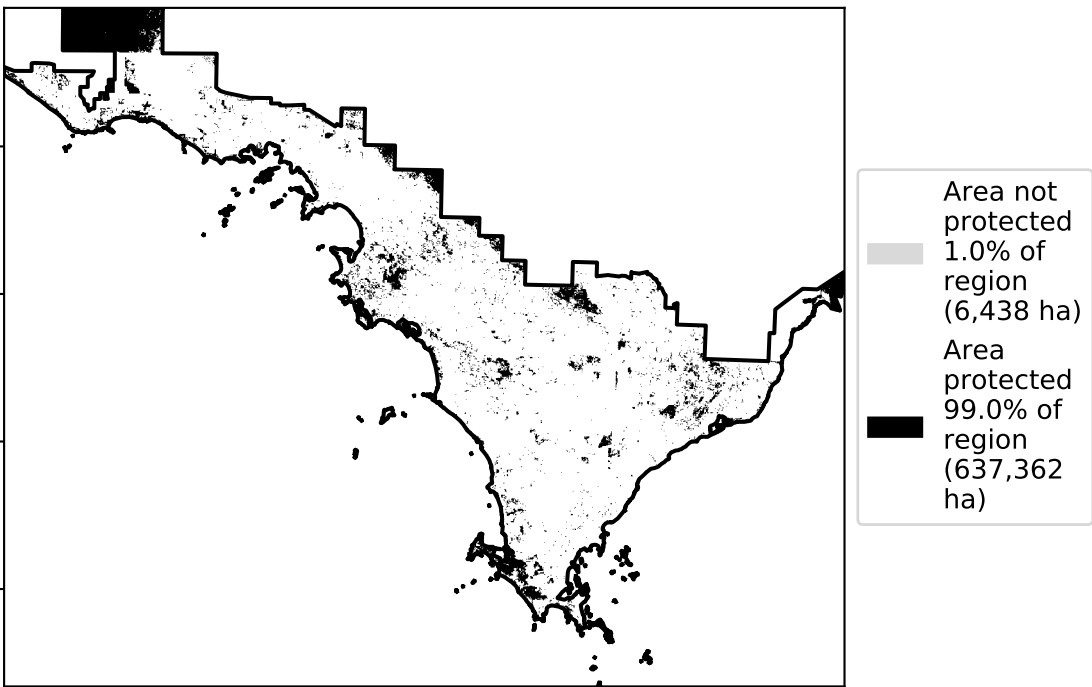 Area not
protected
1.0% of
region
(6,438 ha)
Area
protected
99.0% of
region
(637,362
ha)